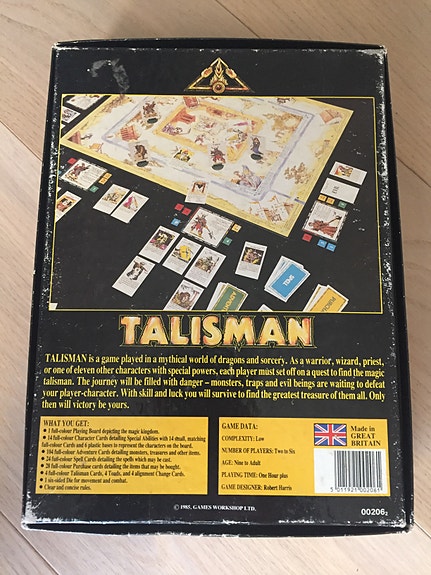 SPELL
ADVENTURE
PURCHASE
TALISMAN
TALISMAN is a game played in a mythical world of dragons and sorcery. As a warrior, wizard, priest,
or one of eleven other characters with special powers, each player must set off on a quest to find the magic
talisman. The journey will be filled with danger – monsters, traps and evil beings are waiting to defeat
your player-character. With skill and luck you will survive to find the greatest treasure of them all. Only
then will victory be yours.
WHAT YOU GET:
● 1 full-colour Playing Board depicting the magic kingdom.
● 14 full-colour Character Cards detailing Special Abilities with 14 small, matching
full-colour Cards and 6 plastic bases to represent the characters on the board.
● 104 full-colour Adventure Cards detailing monsters, treasures and other items.
● 24 full-colour Spell Cards detailing the spells which may be cast.
● 28 full-colour Purchase cards detailing the items that may be bought.
● 4 full-colour Talisman Cards, 4 Toads, and 4 alignment Change Cards.
● 1 six-sided Die for movement and combat.
● Clear and concise rules.
GAME DATA:
COMPLEXITY: Low
NUMBER OF PLAYERS: Two to Six
AGE: Nine to Adult
PLAYING TIME: One Hour plus
GAME DESIGNER: Robert Harris
Made in
GREAT
BRITAIN
5 011921 002061
© 1985, GAMES WORKSHOP LTD.
00206₂